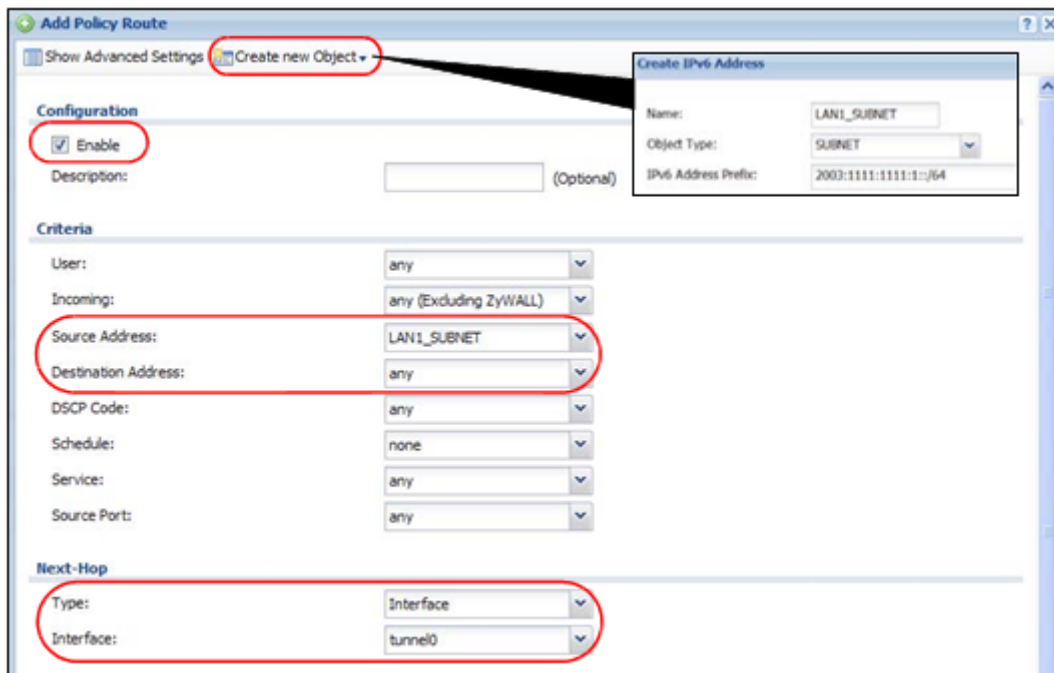 Add Policy Route
Show Advanced Settings Create new Object
Create IPv6 Address
Name: LAN1_SUBNET
Object Type: SUBNET
IPv6 Address Prefix: 2003:1111:1111:1::/64
Configuration
Enable
Description: (Optional)
Criteria
User: any
Incoming: any (Excluding ZyWALL)
Source Address: LAN1_SUBNET
Destination Address: any
DSCP Code: any
Schedule: none
Service: any
Source Port: any
Next-Hop
Type: Interface
Interface: tunnel0